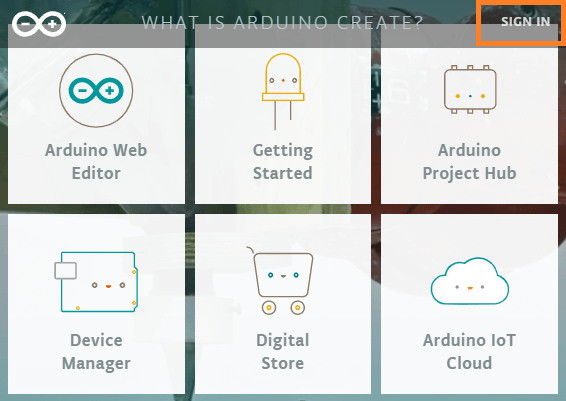 WHAT IS ARDUINO CREATE?
SIGN IN
Arduino Web
Editor
Getting
Started
Arduino
Project Hub
Device
Manager
Digital
Store
Arduino IoT
Cloud